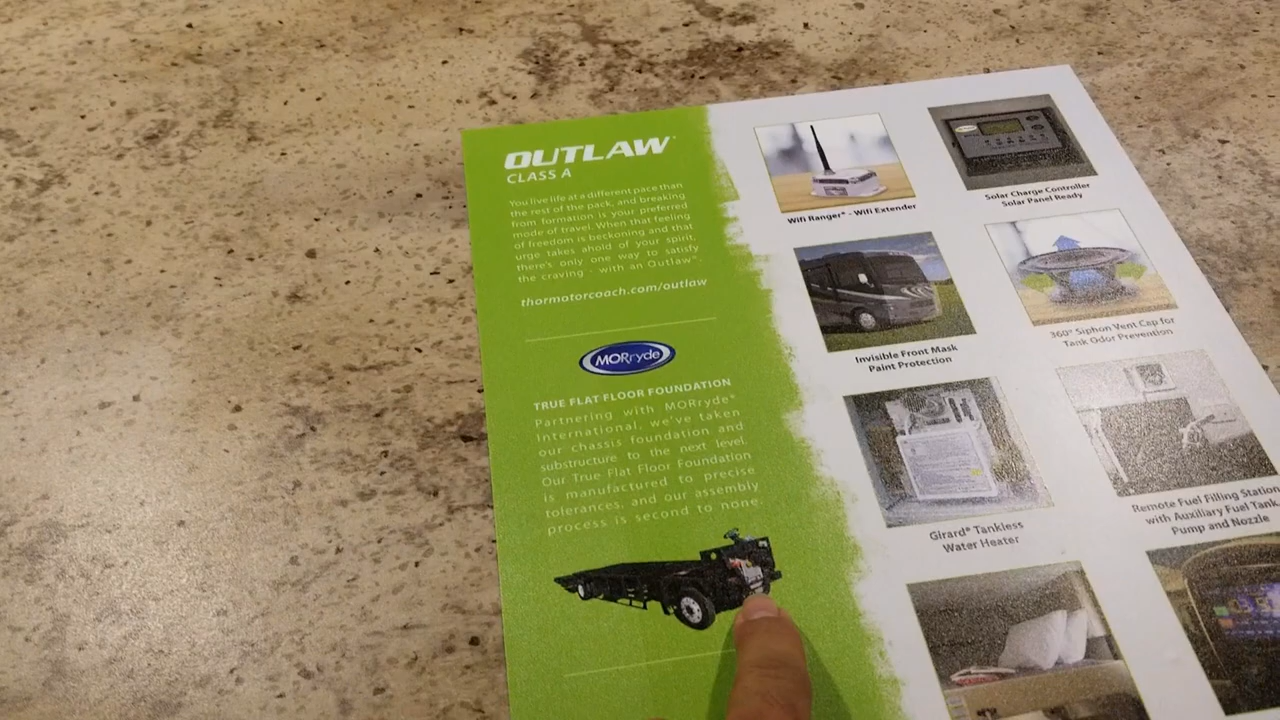 OUTLAW
CLASS A
You live life at a different pace than
the rest of the pack, and breaking
from formation is your preferred
mode of travel. When that feeling
of freedom is beckoning and that
urge takes ahold of your spirit,
there's only one way to satisfy
the craving - with an Outlaw®.
thormotorcoach.com/outlaw
MORryde
TRUE FLAT FLOOR FOUNDATION
Partnering with MORryde®
International, we've taken
our chassis foundation and
substructure to the next level.
Our True Flat Floor Foundation
is manufactured to precise
tolerances, and our assembly
process is second to none.
Wifi Ranger® - Wifi Extender
Solar Charge Controller
Solar Panel Ready
Invisible Front Mask
Paint Protection
360° Siphon Vent Cap for
Tank Odor Prevention
Girard® Tankless
Water Heater
Remote Fuel Filling Station
with Auxiliary Fuel Tank
Pump and Nozzle